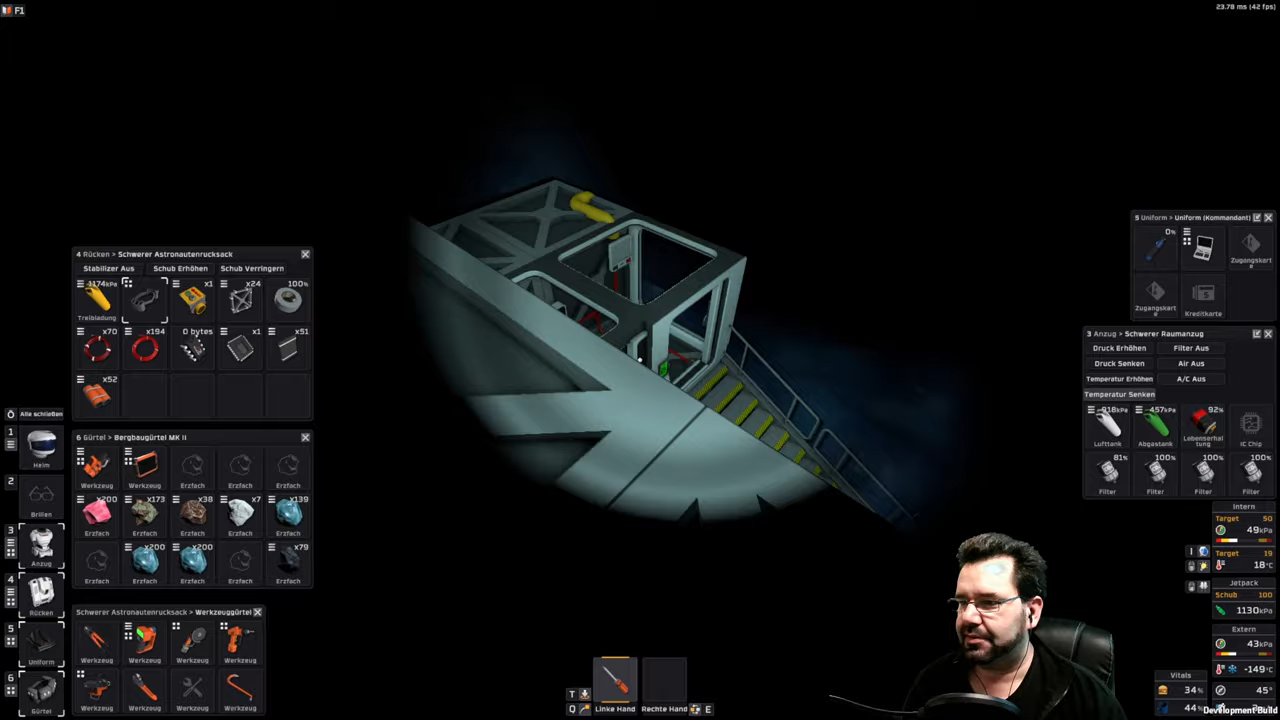 F1
23.78 ms (42 fps)
4 Rücken > Schwerer Astronautenrucksack
Stabilizer Aus Schub Erhöhen Schub Verringern
1174kPa x1 x24 100%
Treibladung
x70 x194 0 bytes x1 x51
x52
6 Gürtel > Bergbaugürtel MK II
Werkzeug Werkzeug Erzfach Erzfach Erzfach
x200 x173 x38 x7 x139
Erzfach Erzfach Erzfach Erzfach Erzfach
x200 x200 x79
Erzfach Erzfach Erzfach Erzfach Erzfach
Schwerer Astronautenrucksack > Werkzeuggürtel
Werkzeug Werkzeug Werkzeug Werkzeug
Werkzeug Werkzeug Werkzeug Werkzeug
Alle schließen
1
Helm
2
Brillen
3
Anzug
4
Rücken
5
Uniform
6
Gürtel
T
Q Linke Hand Rechte Hand E
5 Uniform > Uniform (Kommandant)
0%
Zugangskarte
Zugangskarte Kreditkarte
3 Anzug > Schwerer Raumanzug
Druck Erhöhen Filter Aus
Druck Senken Air Aus
Temperatur Erhöhen A/C Aus
Temperatur Senken
918kPa 457kPa 92%
Lufttank Abgastank Lebenserhaltung IC Chip
81% 100% 100% 100%
Filter Filter Filter Filter
Intern
Target 50
49kPa
Target 19
18°C
Jetpack
Schub 100
1130kPa
Extern
43kPa
-149°C
Vitals
34% 45°
44%
Development Build